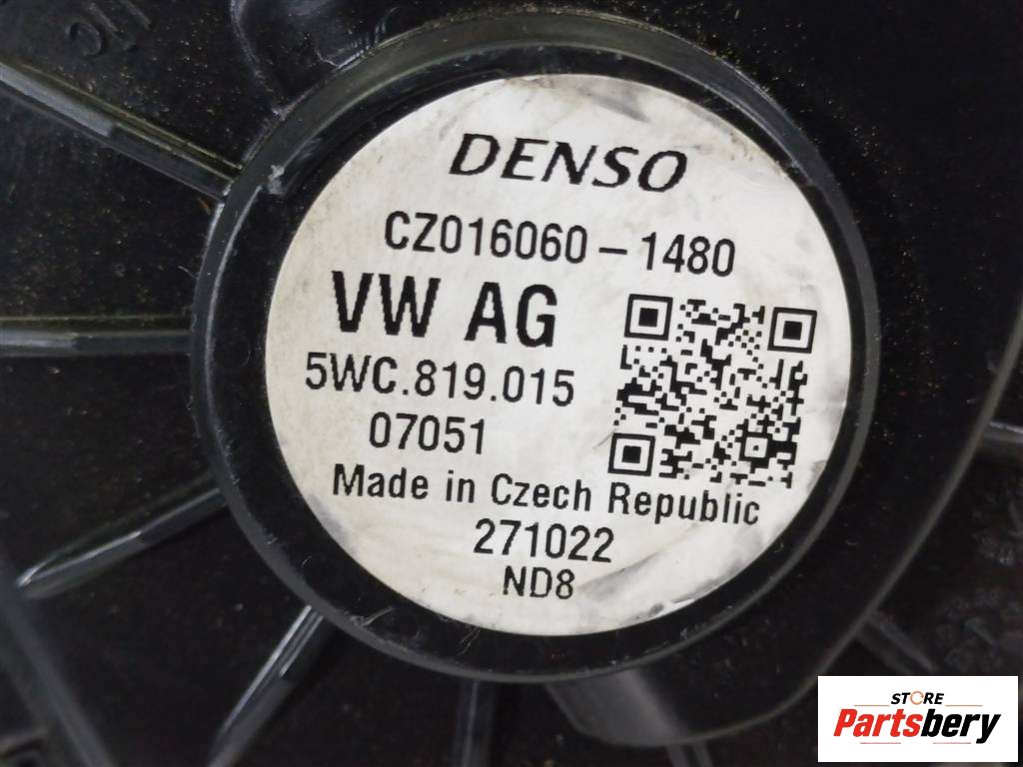 DENSO
CZ016060-1480
VW AG
5WC.819.015
07051
Made in Czech Republic
271022
ND8
STORE
Partsbery